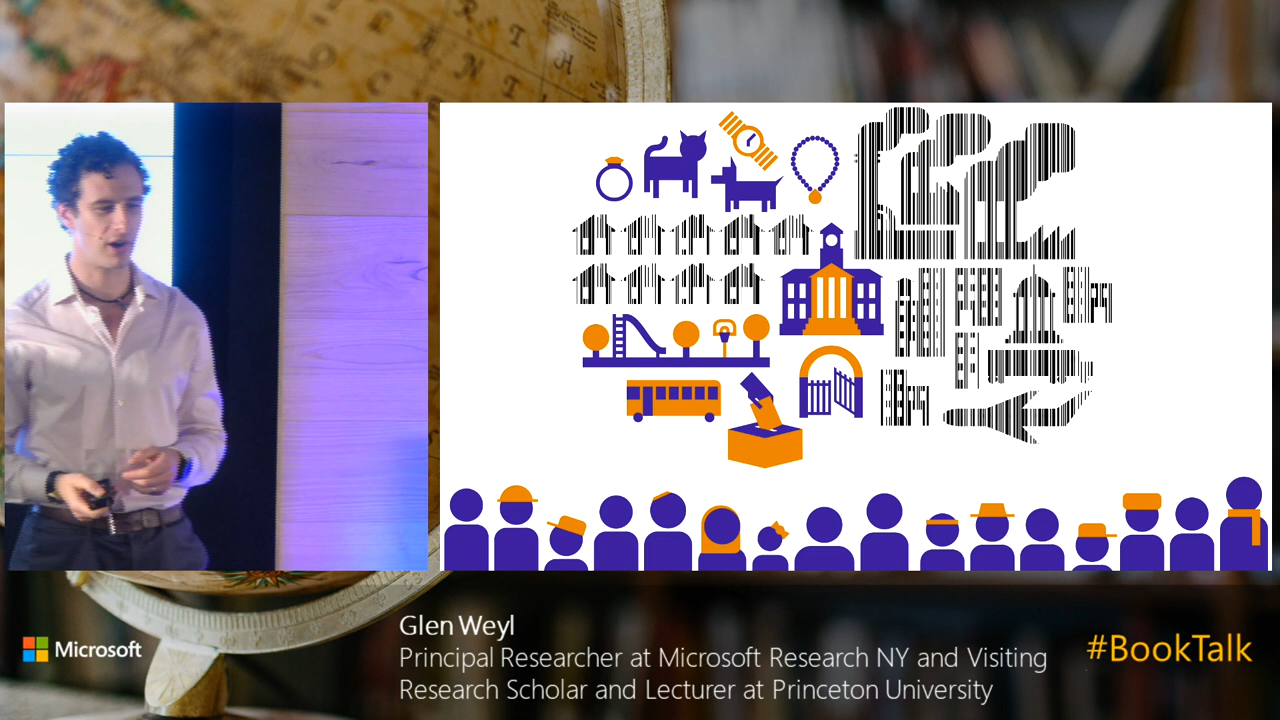 Glen Weyl
Principal Researcher at Microsoft Research NY and Visiting
Research Scholar and Lecturer at Princeton University
Microsoft
#BookTalk